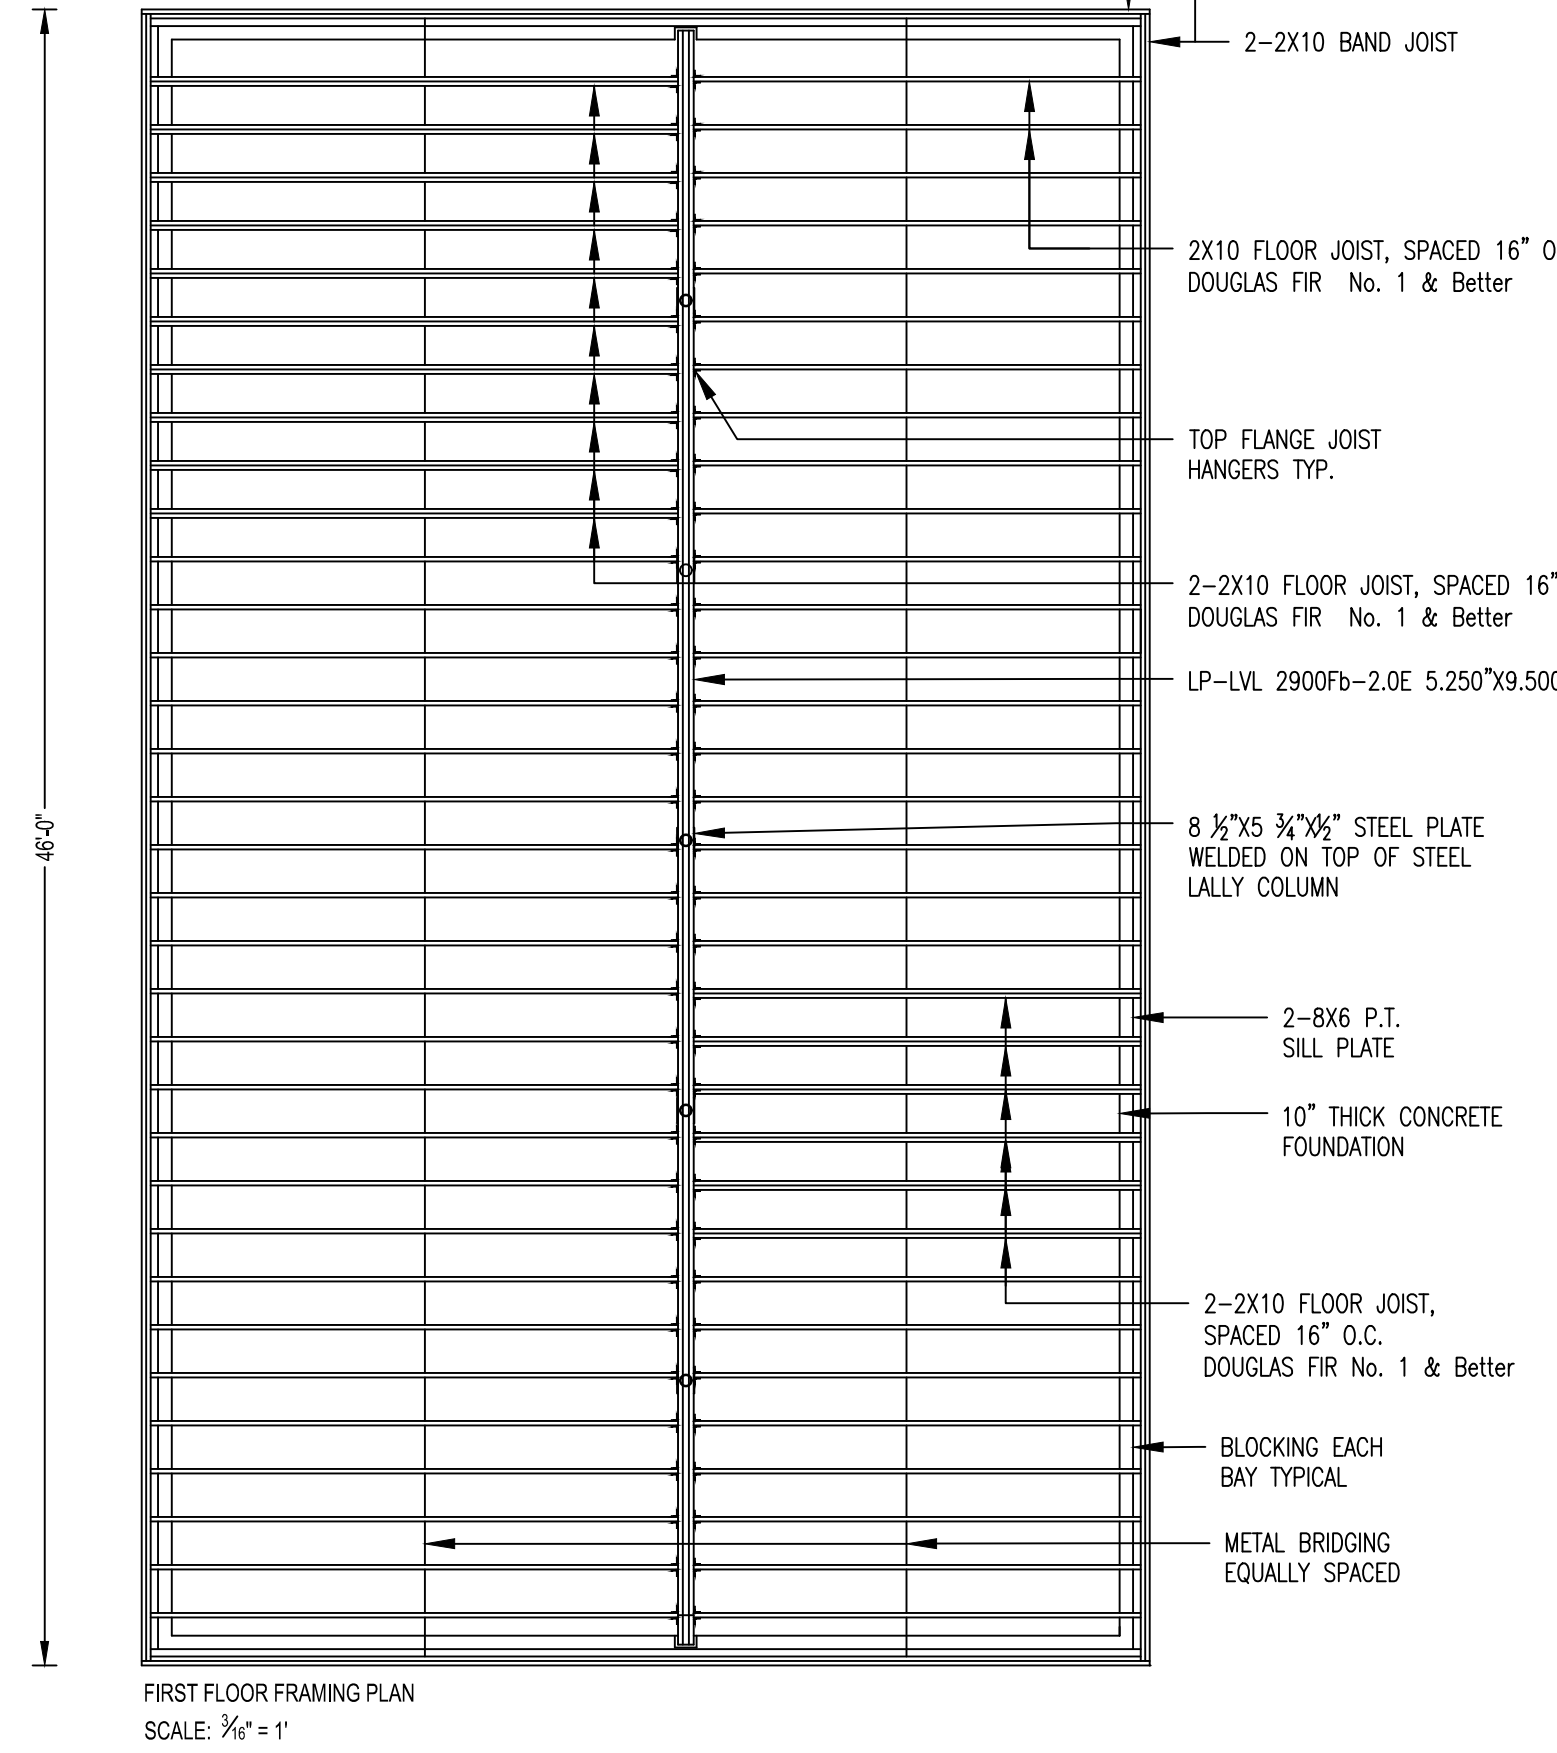 2-2X10 BAND JOIST
2X10 FLOOR JOIST, SPACED 16" O
DOUGLAS FIR No. 1 & Better
TOP FLANGE JOIST
HANGERS TYP.
2-2X10 FLOOR JOIST, SPACED 16"
DOUGLAS FIR No. 1 & Better
LP-LVL 2900Fb-2.0E 5.250"X9.500
46'-0"
8 ½"X5 ¾"X½" STEEL PLATE
WELDED ON TOP OF STEEL
LALLY COLUMN
2-8X6 P.T.
SILL PLATE
10" THICK CONCRETE
FOUNDATION
2-2X10 FLOOR JOIST,
SPACED 16" O.C.
DOUGLAS FIR No. 1 & Better
BLOCKING EACH
BAY TYPICAL
METAL BRIDGING
EQUALLY SPACED
FIRST FLOOR FRAMING PLAN
SCALE: 3/16" = 1'